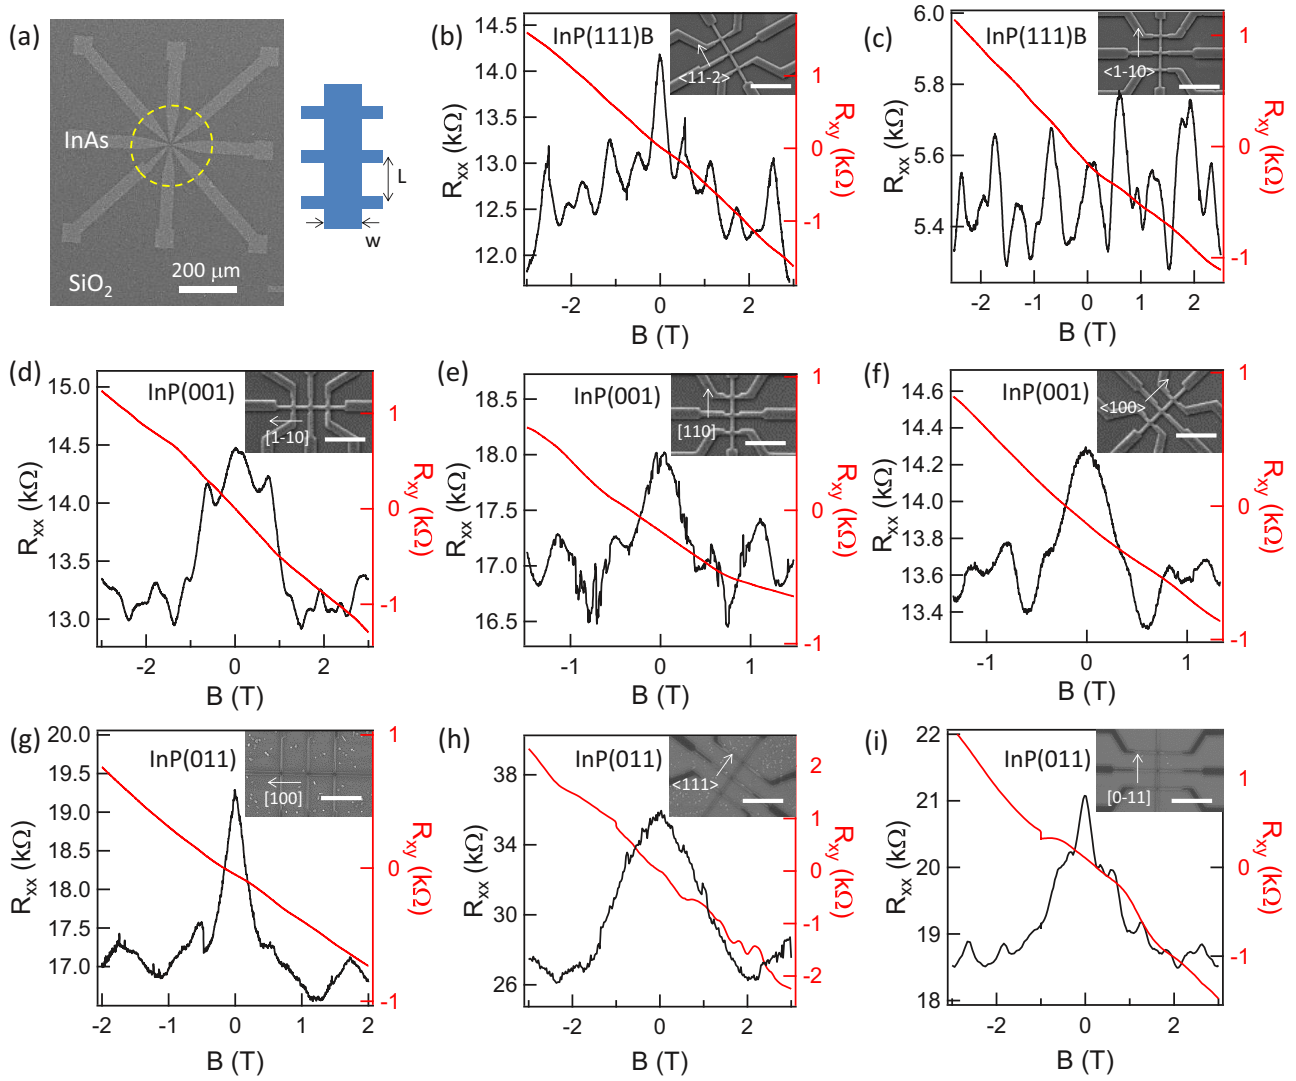 (a)
InAs
SiO2
200 μm
L
w
(b)
InP(111)B
<11-2>
14.5
14.0
13.5
13.0
12.5
12.0
Rxx (kΩ)
1
0
-1
Rxy (kΩ)
-2
0
2
B (T)
(c)
InP(111)B
<1-10>
6.0
5.8
5.6
5.4
Rxx (kΩ)
1
0
-1
Rxy (kΩ)
-2
-1
0
1
2
B (T)
(d)
InP(001)
[1-10]
15.0
14.5
14.0
13.5
13.0
Rxx (kΩ)
1
0
-1
Rxy (kΩ)
-2
0
2
B (T)
(e)
InP(001)
[110]
18.5
18.0
17.5
17.0
16.5
Rxx (kΩ)
1
0
-1
Rxy (kΩ)
-1
0
1
B (T)
(f)
InP(001)
<100>
14.6
14.4
14.2
14.0
13.8
13.6
13.4
Rxx (kΩ)
1
0
-1
Rxy (kΩ)
-1
0
1
B (T)
(g)
InP(011)
[100]
20.0
19.5
19.0
18.5
18.0
17.5
17.0
Rxx (kΩ)
1
0
-1
Rxy (kΩ)
-2
-1
0
1
2
B (T)
(h)
InP(011)
<111>
38
36
30
26
Rxx (kΩ)
2
1
0
-1
-2
Rxy (kΩ)
-2
0
2
B (T)
(i)
InP(011)
[0-11]
22
21
20
19
18
Rxx (kΩ)
1
0
-1
Rxy (kΩ)
-2
0
2
B (T)